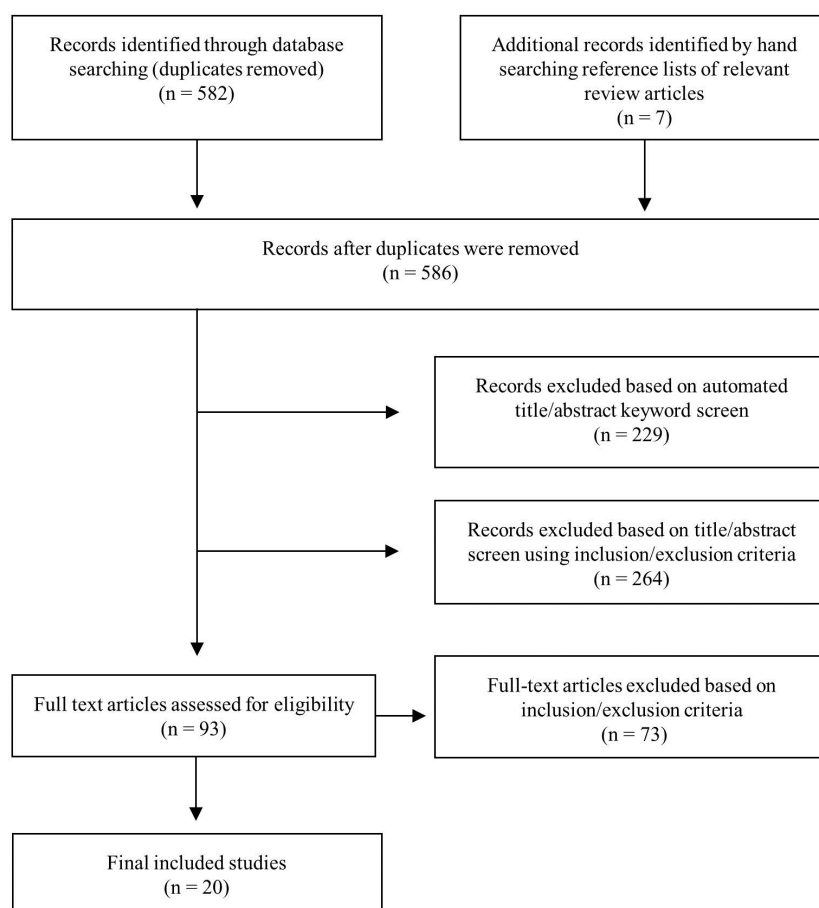 Records identified through database
searching (duplicates removed)
(n = 582)
Additional records identified by hand
searching reference lists of relevant
review articles
(n = 7)
Records after duplicates were removed
(n = 586)
Records excluded based on automated
title/abstract keyword screen
(n = 229)
Records excluded based on title/abstract
screen using inclusion/exclusion criteria
(n = 264)
Full text articles assessed for eligibility
(n = 93)
Full-text articles excluded based on
inclusion/exclusion criteria
(n = 73)
Final included studies
(n = 20)